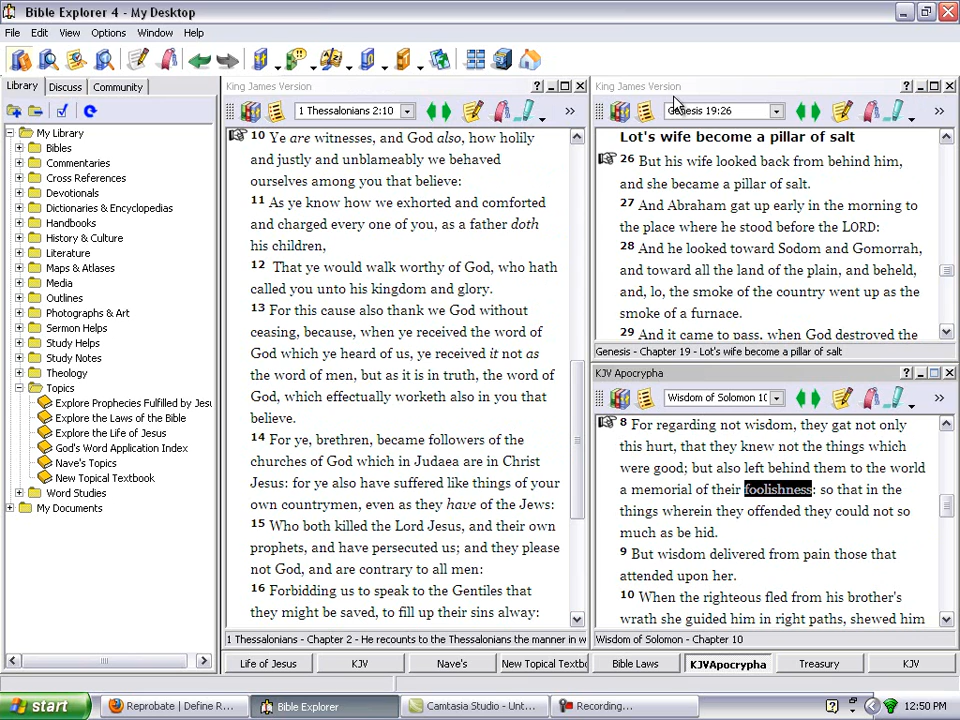 Bible Explorer 4 - My Desktop
File Edit View Options Window Help
Library Discuss Community
My Library
Bibles
Commentaries
Cross References
Devotionals
Dictionaries & Encyclopedias
Handbooks
History & Culture
Literature
Maps & Atlases
Media
Outlines
Photographs & Art
Sermon Helps
Study Helps
Study Notes
Theology
Topics
Explore Prophecies Fulfilled by Jesu
Explore the Laws of the Bible
Explore the Life of Jesus
God's Word Application Index
Nave's Topics
New Topical Textbook
Word Studies
My Documents
King James Version
1 Thessalonians 2:10
10 Ye are witnesses, and God also, how holily
and justly and unblameably we behaved
ourselves among you that believe:
11 As ye know how we exhorted and comforted
and charged every one of you, as a father doth
his children,
12 That ye would walk worthy of God, who hath
called you unto his kingdom and glory.
13 For this cause also thank we God without
ceasing, because, when ye received the word of
God which ye heard of us, ye received it not as
the word of men, but as it is in truth, the word of
God, which effectually worketh also in you that
believe.
14 For ye, brethren, became followers of the
churches of God which in Judaea are in Christ
Jesus: for ye also have suffered like things of your
own countrymen, even as they have of the Jews:
15 Who both killed the Lord Jesus, and their own
prophets, and have persecuted us; and they please
not God, and are contrary to all men:
16 Forbidding us to speak to the Gentiles that
they might be saved, to fill up their sins alway:
1 Thessalonians - Chapter 2 - He recounts to the Thessalonians the manner in w
Life of Jesus KJV Nave's New Topical Textbo
King James Version
Genesis 19:26
Lot's wife become a pillar of salt
26 But his wife looked back from behind him,
and she became a pillar of salt.
27 And Abraham gat up early in the morning to
the place where he stood before the LORD:
28 And he looked toward Sodom and Gomorrah,
and toward all the land of the plain, and beheld,
and, lo, the smoke of the country went up as the
smoke of a furnace.
29 And it came to pass, when God destroyed the
Genesis - Chapter 19 - Lot's wife become a pillar of salt
KJV Apocrypha
Wisdom of Solomon 10
8 For regarding not wisdom, they gat not only
this hurt, that they knew not the things which
were good; but also left behind them to the world
a memorial of their foolishness: so that in the
things wherein they offended they could not so
much as be hid.
9 But wisdom delivered from pain those that
attended upon her.
10 When the righteous fled from his brother's
wrath she guided him in right paths, shewed him
Wisdom of Solomon - Chapter 10
Bible Laws KJVApocrypha Treasury KJV
start Reprobate | Define R... Bible Explorer Camtasia Studio - Unt... Recording... 12:50 PM